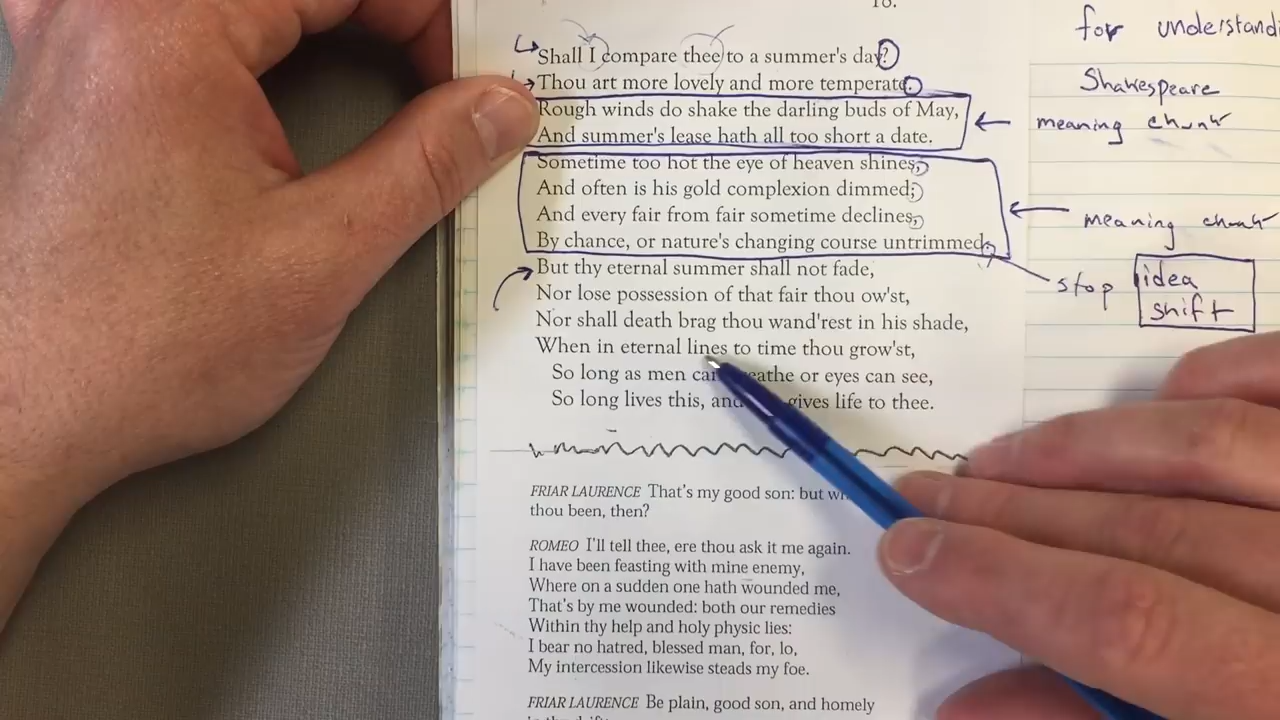 18.
for understandi
Shall I compare thee to a summer's day?
Thou art more lovely and more temperate.
Shakespeare
Rough winds do shake the darling buds of May,
meaning chunk
And summer's lease hath all too short a date.
Sometime too hot the eye of heaven shines,
And often is his gold complexion dimmed;
And every fair from fair sometime declines,
meaning chunk
By chance, or nature's changing course untrimmed.
But thy eternal summer shall not fade,
stop
idea
shift
Nor lose possession of that fair thou ow'st,
Nor shall death brag thou wand'rest in his shade,
When in eternal lines to time thou grow'st,
So long as men can breathe or eyes can see,
So long lives this, and gives life to thee.
FRIAR LAURENCE That's my good son: but
thou been, then?
ROMEO I'll tell thee, ere thou ask it me again.
I have been feasting with mine enemy,
Where on a sudden one hath wounded me,
That's by me wounded: both our remedies
Within thy help and holy physic lies:
I bear no hatred, blessed man, for, lo,
My intercession likewise steads my foe.
FRIAR LAURENCE Be plain, good son, and homely